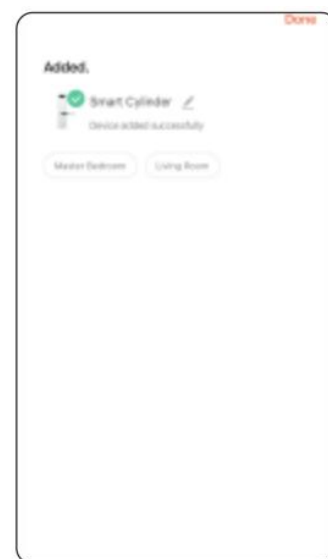 Done
Added.
Smart Cylinder
Device added successfully
Master Bedroom
Living Room